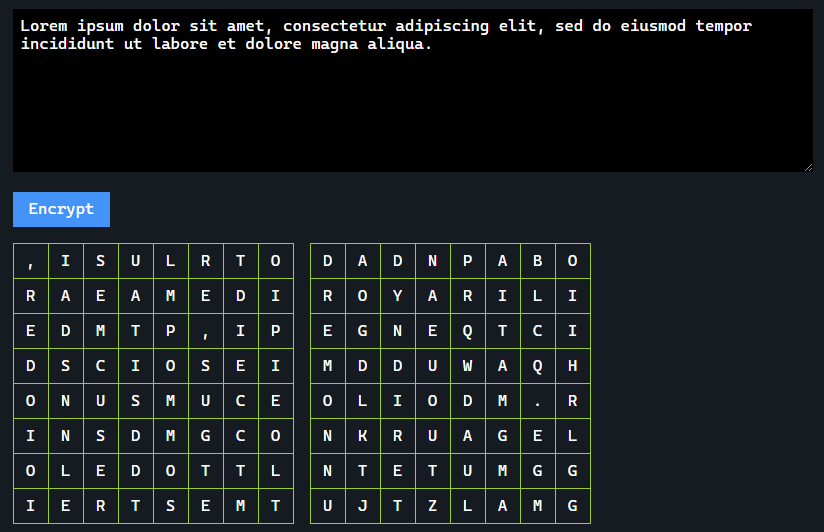 Lorem ipsum dolor sit amet, consectetur adipiscing elit, sed do eiusmod tempor
incididunt ut labore et dolore magna aliqua.
Encrypt
, I S U L R T O D A D N P A B O
R A E A M E D I R O Y A R I L I
E D M T P , I P E G N E Q T C I
D S C I O S E I M D D U W A Q H
O N U S M U C E O L I O D M . R
I N S D M G C O N K R U A G E L
O L E D O T T L N T E T U M G G
I E R T S E M T U J T Z L A M G